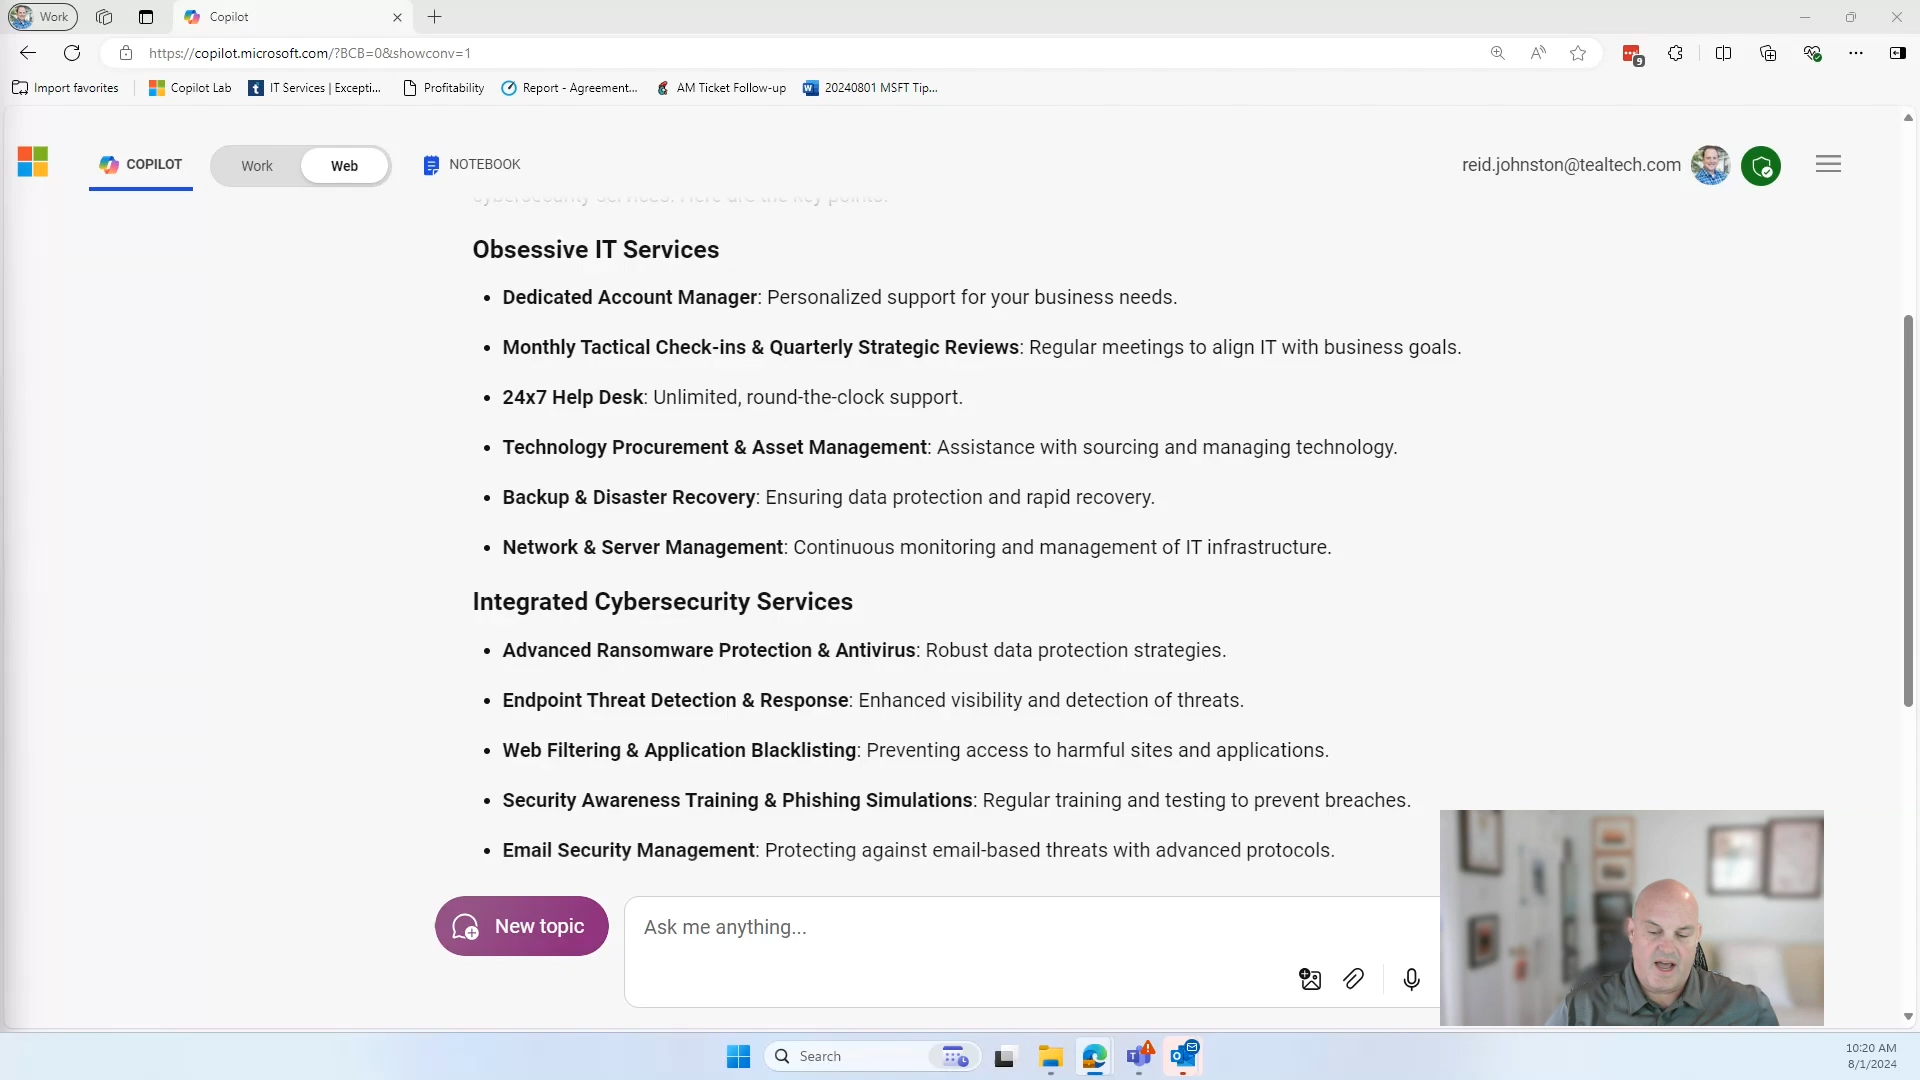 Work
Copilot
https://copilot.microsoft.com/?BCB=0&showconv=1
9
Import favorites
Copilot Lab
IT Services | Excepti...
Profitability
Report - Agreement...
AM Ticket Follow-up
20240801 MSFT Tip...
COPILOT
Work
Web
NOTEBOOK
reid.johnston@tealtech.com
cybersecurity services. Here are the key points:
Obsessive IT Services
• Dedicated Account Manager: Personalized support for your business needs.
• Monthly Tactical Check-ins & Quarterly Strategic Reviews: Regular meetings to align IT with business goals.
• 24x7 Help Desk: Unlimited, round-the-clock support.
• Technology Procurement & Asset Management: Assistance with sourcing and managing technology.
• Backup & Disaster Recovery: Ensuring data protection and rapid recovery.
• Network & Server Management: Continuous monitoring and management of IT infrastructure.
Integrated Cybersecurity Services
• Advanced Ransomware Protection & Antivirus: Robust data protection strategies.
• Endpoint Threat Detection & Response: Enhanced visibility and detection of threats.
• Web Filtering & Application Blacklisting: Preventing access to harmful sites and applications.
• Security Awareness Training & Phishing Simulations: Regular training and testing to prevent breaches.
• Email Security Management: Protecting against email-based threats with advanced protocols.
New topic
Ask me anything...
Search
10:20 AM
8/1/2024